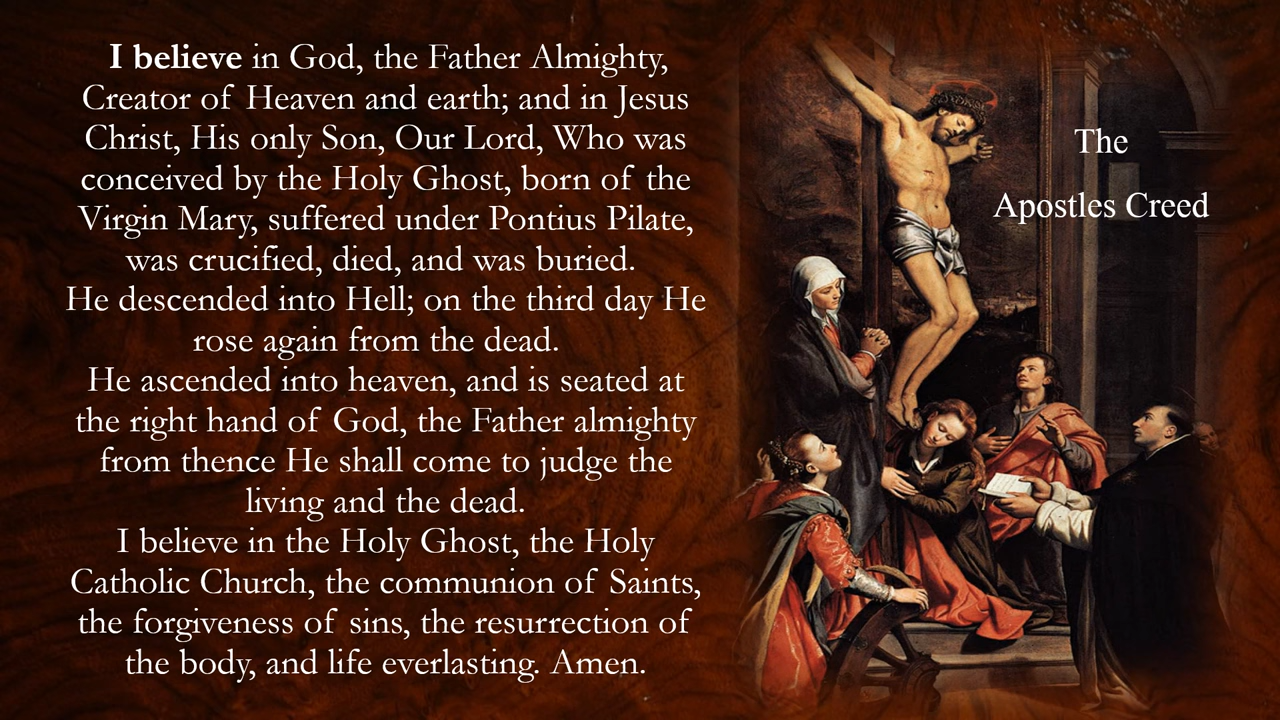 I believe in God, the Father Almighty,
Creator of Heaven and earth; and in Jesus
Christ, His only Son, Our Lord, Who was
conceived by the Holy Ghost, born of the
Virgin Mary, suffered under Pontius Pilate,
was crucified, died, and was buried.
He descended into Hell; on the third day He
rose again from the dead.
He ascended into heaven, and is seated at
the right hand of God, the Father almighty
from thence He shall come to judge the
living and the dead.
I believe in the Holy Ghost, the Holy
Catholic Church, the communion of Saints,
the forgiveness of sins, the resurrection of
the body, and life everlasting. Amen.
The
Apostles Creed